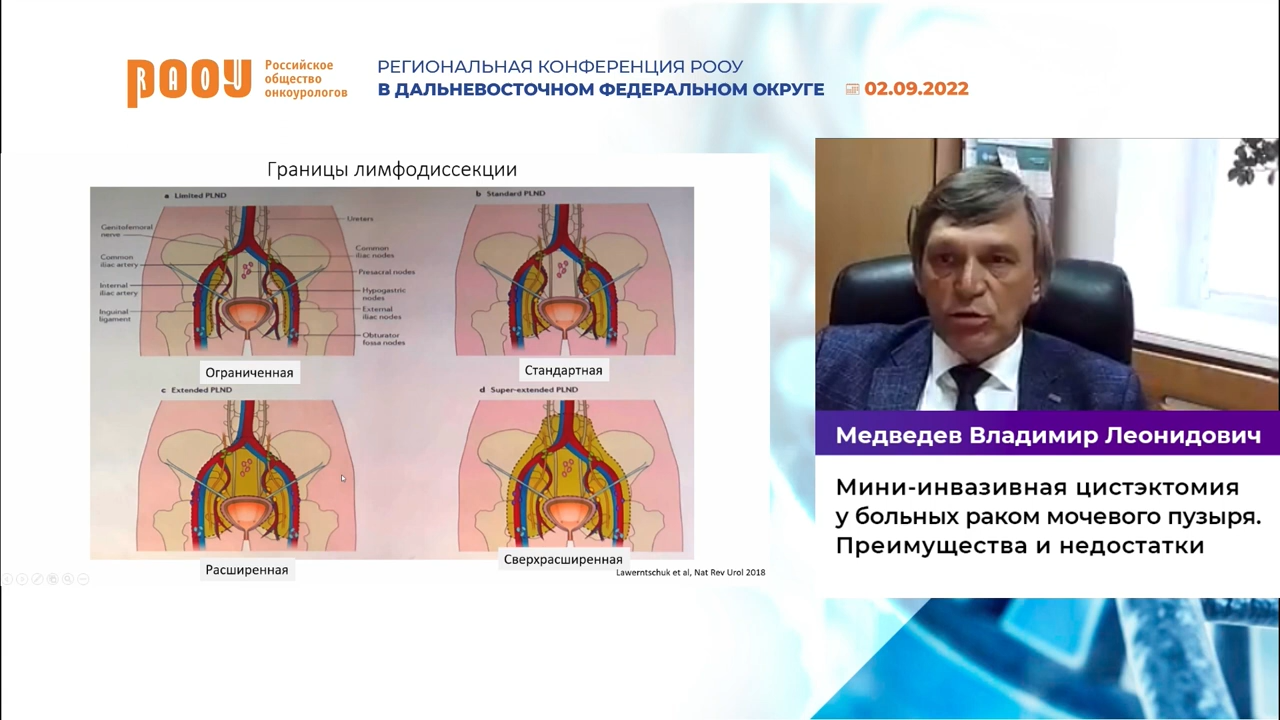 РООУ
Российское
общество
онкоурологов
РЕГИОНАЛЬНАЯ КОНФЕРЕНЦИЯ РООУ
В ДАЛЬНЕВОСТОЧНОМ ФЕДЕРАЛЬНОМ ОКРУГЕ
02.09.2022
Границы лимфодиссекции
a Limited PLND
Genitofemoral
nerve
Common
iliac artery
Internal
iliac artery
Inguinal
ligament
Ureters
Common
iliac nodes
Presacral nodes
Hypogastric
nodes
External
iliac nodes
Obturator
fossa nodes
Ограниченная
b Standard PLND
Стандартная
c Extended PLND
Расширенная
d Super-extended PLND
Сверхрасширенная
Lawerntschuk et al, Nat Rev Urol 2018
Медведев Владимир Леонидович
Мини-инвазивная цистэктомия
у больных раком мочевого пузыря.
Преимущества и недостатки